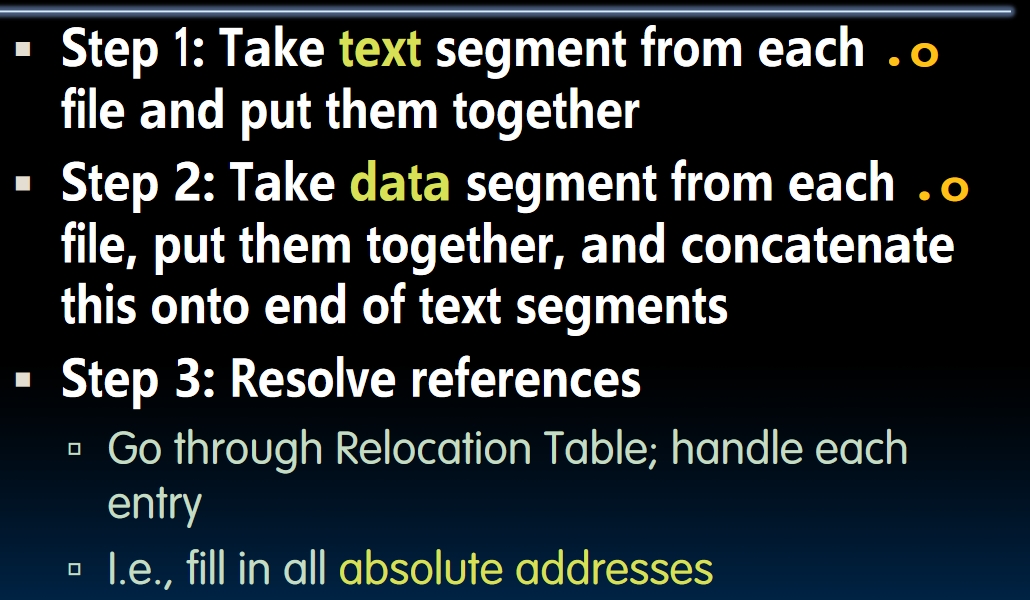 ▪ Step 1: Take text segment from each .o
file and put them together
▪ Step 2: Take data segment from each .o
file, put them together, and concatenate
this onto end of text segments
▪ Step 3: Resolve references
▫ Go through Relocation Table; handle each
entry
▫ I.e., fill in all absolute addresses